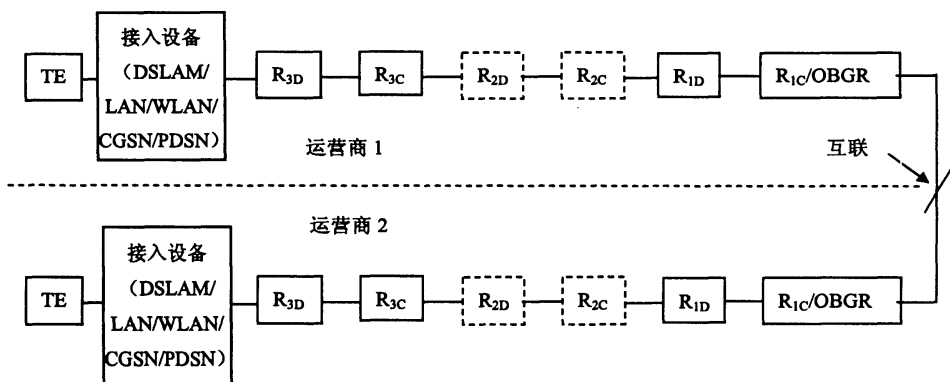 接入设备
（DSLAM/
LAN/WLAN/
CGSN/PDSN）
TE
R3D
R3C
R2D
R2C
R1D
R1C/OBGR
运营商 1
互联
运营商 2
接入设备
（DSLAM/
LAN/WLAN/
CGSN/PDSN）
TE
R3D
R3C
R2D
R2C
R1D
R1C/OBGR